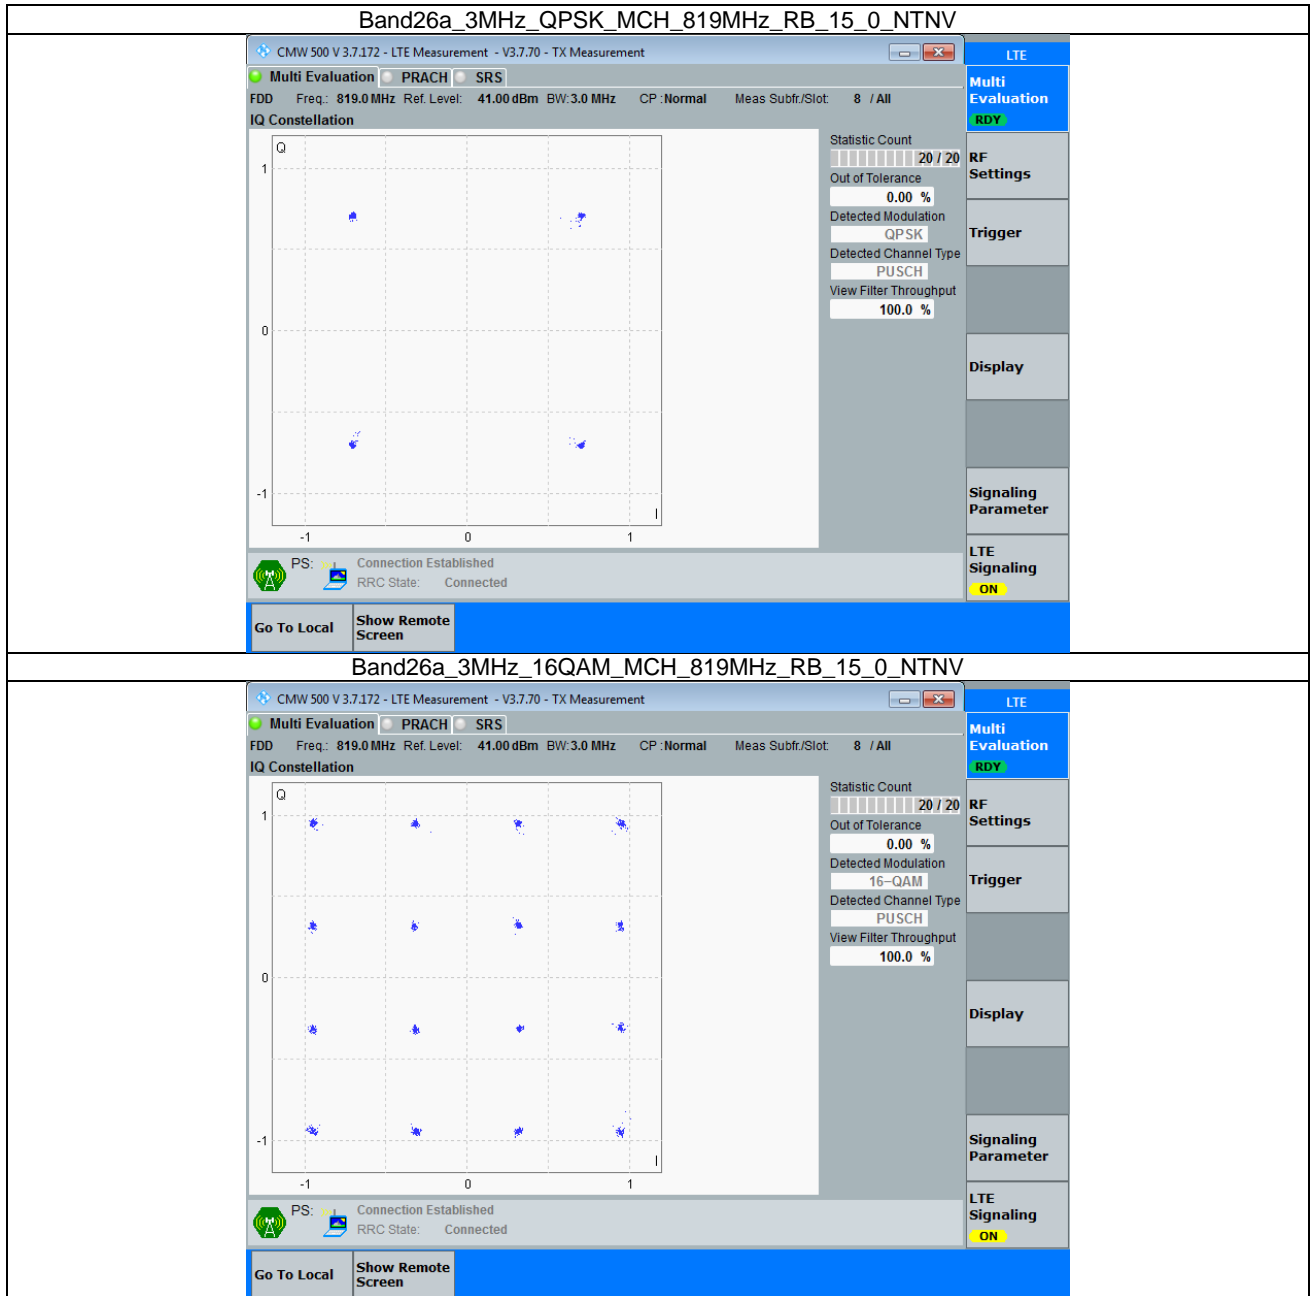 Band26a_3MHz_QPSK_MCH_819MHz_RB_15_0_NTNV
CMW 500 V 3.7.172 - LTE Measurement - V3.7.70 - TX Measurement
LTE
Multi Evaluation PRACH SRS
FDD Freq.: 819.0 MHz Ref. Level: 41.00 dBm BW: 3.0 MHz CP : Normal Meas Subfr./Slot: 8 / All
IQ Constellation
Q
1
0
-1
-1 0 1
I
Statistic Count
20 / 20
Out of Tolerance
0.00 %
Detected Modulation
QPSK
Detected Channel Type
PUSCH
View Filter Throughput
100.0 %
Multi
Evaluation
RDY
RF
Settings
Trigger
Display
Signaling
Parameter
LTE
Signaling
ON
PS: Connection Established
RRC State: Connected
Go To Local
Show Remote
Screen
Band26a_3MHz_16QAM_MCH_819MHz_RB_15_0_NTNV
CMW 500 V 3.7.172 - LTE Measurement - V3.7.70 - TX Measurement
LTE
Multi Evaluation PRACH SRS
FDD Freq.: 819.0 MHz Ref. Level: 41.00 dBm BW: 3.0 MHz CP : Normal Meas Subfr./Slot: 8 / All
IQ Constellation
Q
1
0
-1
-1 0 1
I
Statistic Count
20 / 20
Out of Tolerance
0.00 %
Detected Modulation
16-QAM
Detected Channel Type
PUSCH
View Filter Throughput
100.0 %
Multi
Evaluation
RDY
RF
Settings
Trigger
Display
Signaling
Parameter
LTE
Signaling
ON
PS: Connection Established
RRC State: Connected
Go To Local
Show Remote
Screen